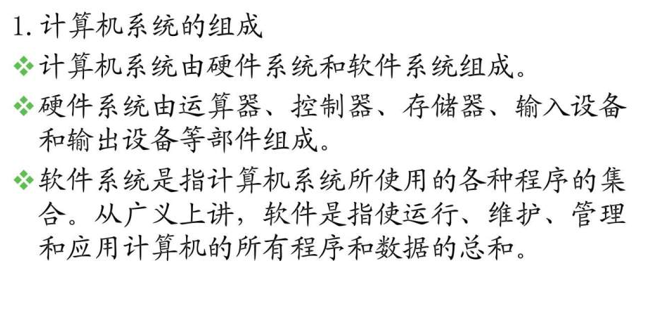 1. 计算机系统的组成
❖计算机系统由硬件系统和软件系统组成。
❖硬件系统由运算器、控制器、存储器、输入设备
和输出设备等部件组成。
❖软件系统是指计算机系统所使用的各种程序的集
合。从广义上讲，软件是指使运行、维护、管理
和应用计算机的所有程序和数据的总和。